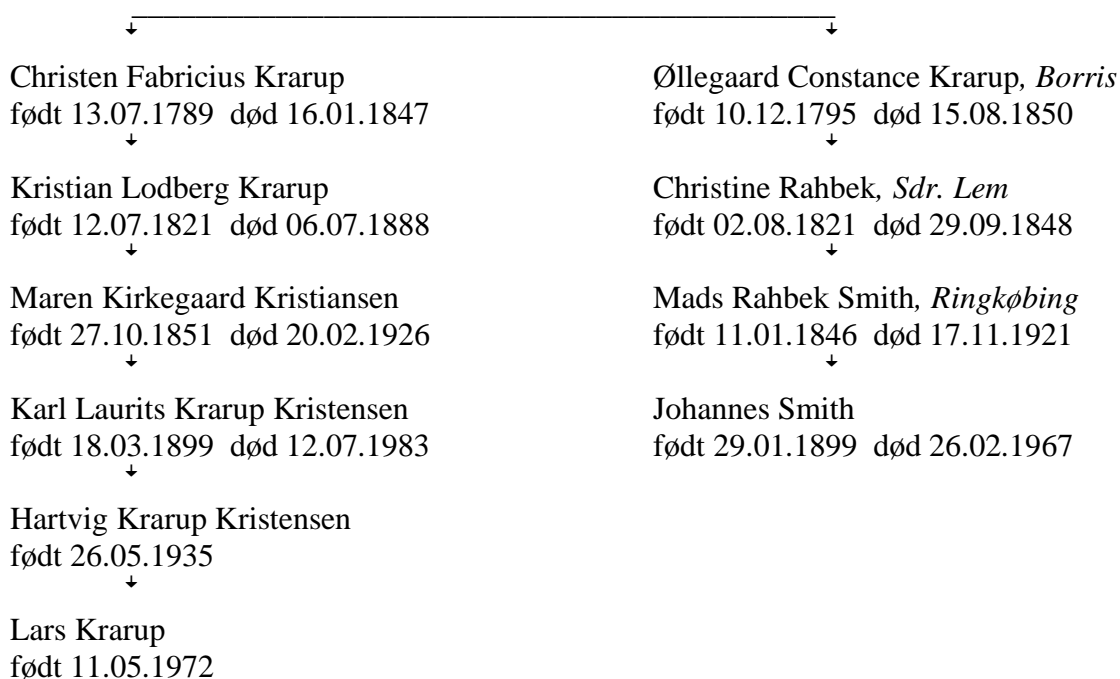 Christen Fabricius Krarup
født 13.07.1789 død 16.01.1847
Kristian Lodberg Krarup
født 12.07.1821 død 06.07.1888
Maren Kirkegaard Kristiansen
født 27.10.1851 død 20.02.1926
Karl Laurits Krarup Kristensen
født 18.03.1899 død 12.07.1983
Hartvig Krarup Kristensen
født 26.05.1935
Lars Krarup
født 11.05.1972
Øllegaard Constance Krarup, Borris
født 10.12.1795 død 15.08.1850
Christine Rahbek, Sdr. Lem
født 02.08.1821 død 29.09.1848
Mads Rahbek Smith, Ringkøbing
født 11.01.1846 død 17.11.1921
Johannes Smith
født 29.01.1899 død 26.02.1967